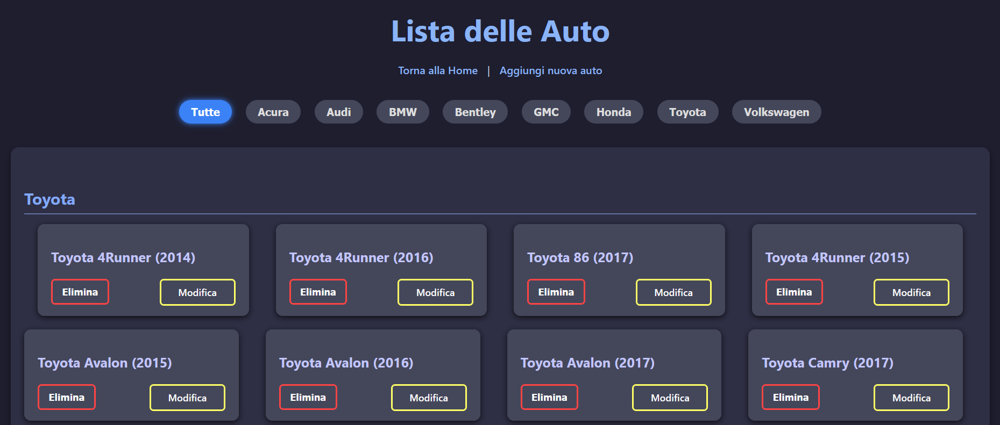 Lista delle Auto
Torna alla Home | Aggiungi nuova auto
Tutte Acura Audi BMW Bentley GMC Honda Toyota Volkswagen
Toyota
Toyota 4Runner (2014) Toyota 4Runner (2016) Toyota 86 (2017) Toyota 4Runner (2015)
Elimina Modifica Elimina Modifica Elimina Modifica Elimina Modifica
Toyota Avalon (2015) Toyota Avalon (2016) Toyota Avalon (2017) Toyota Camry (2017)
Elimina Modifica Elimina Modifica Elimina Modifica Elimina Modifica